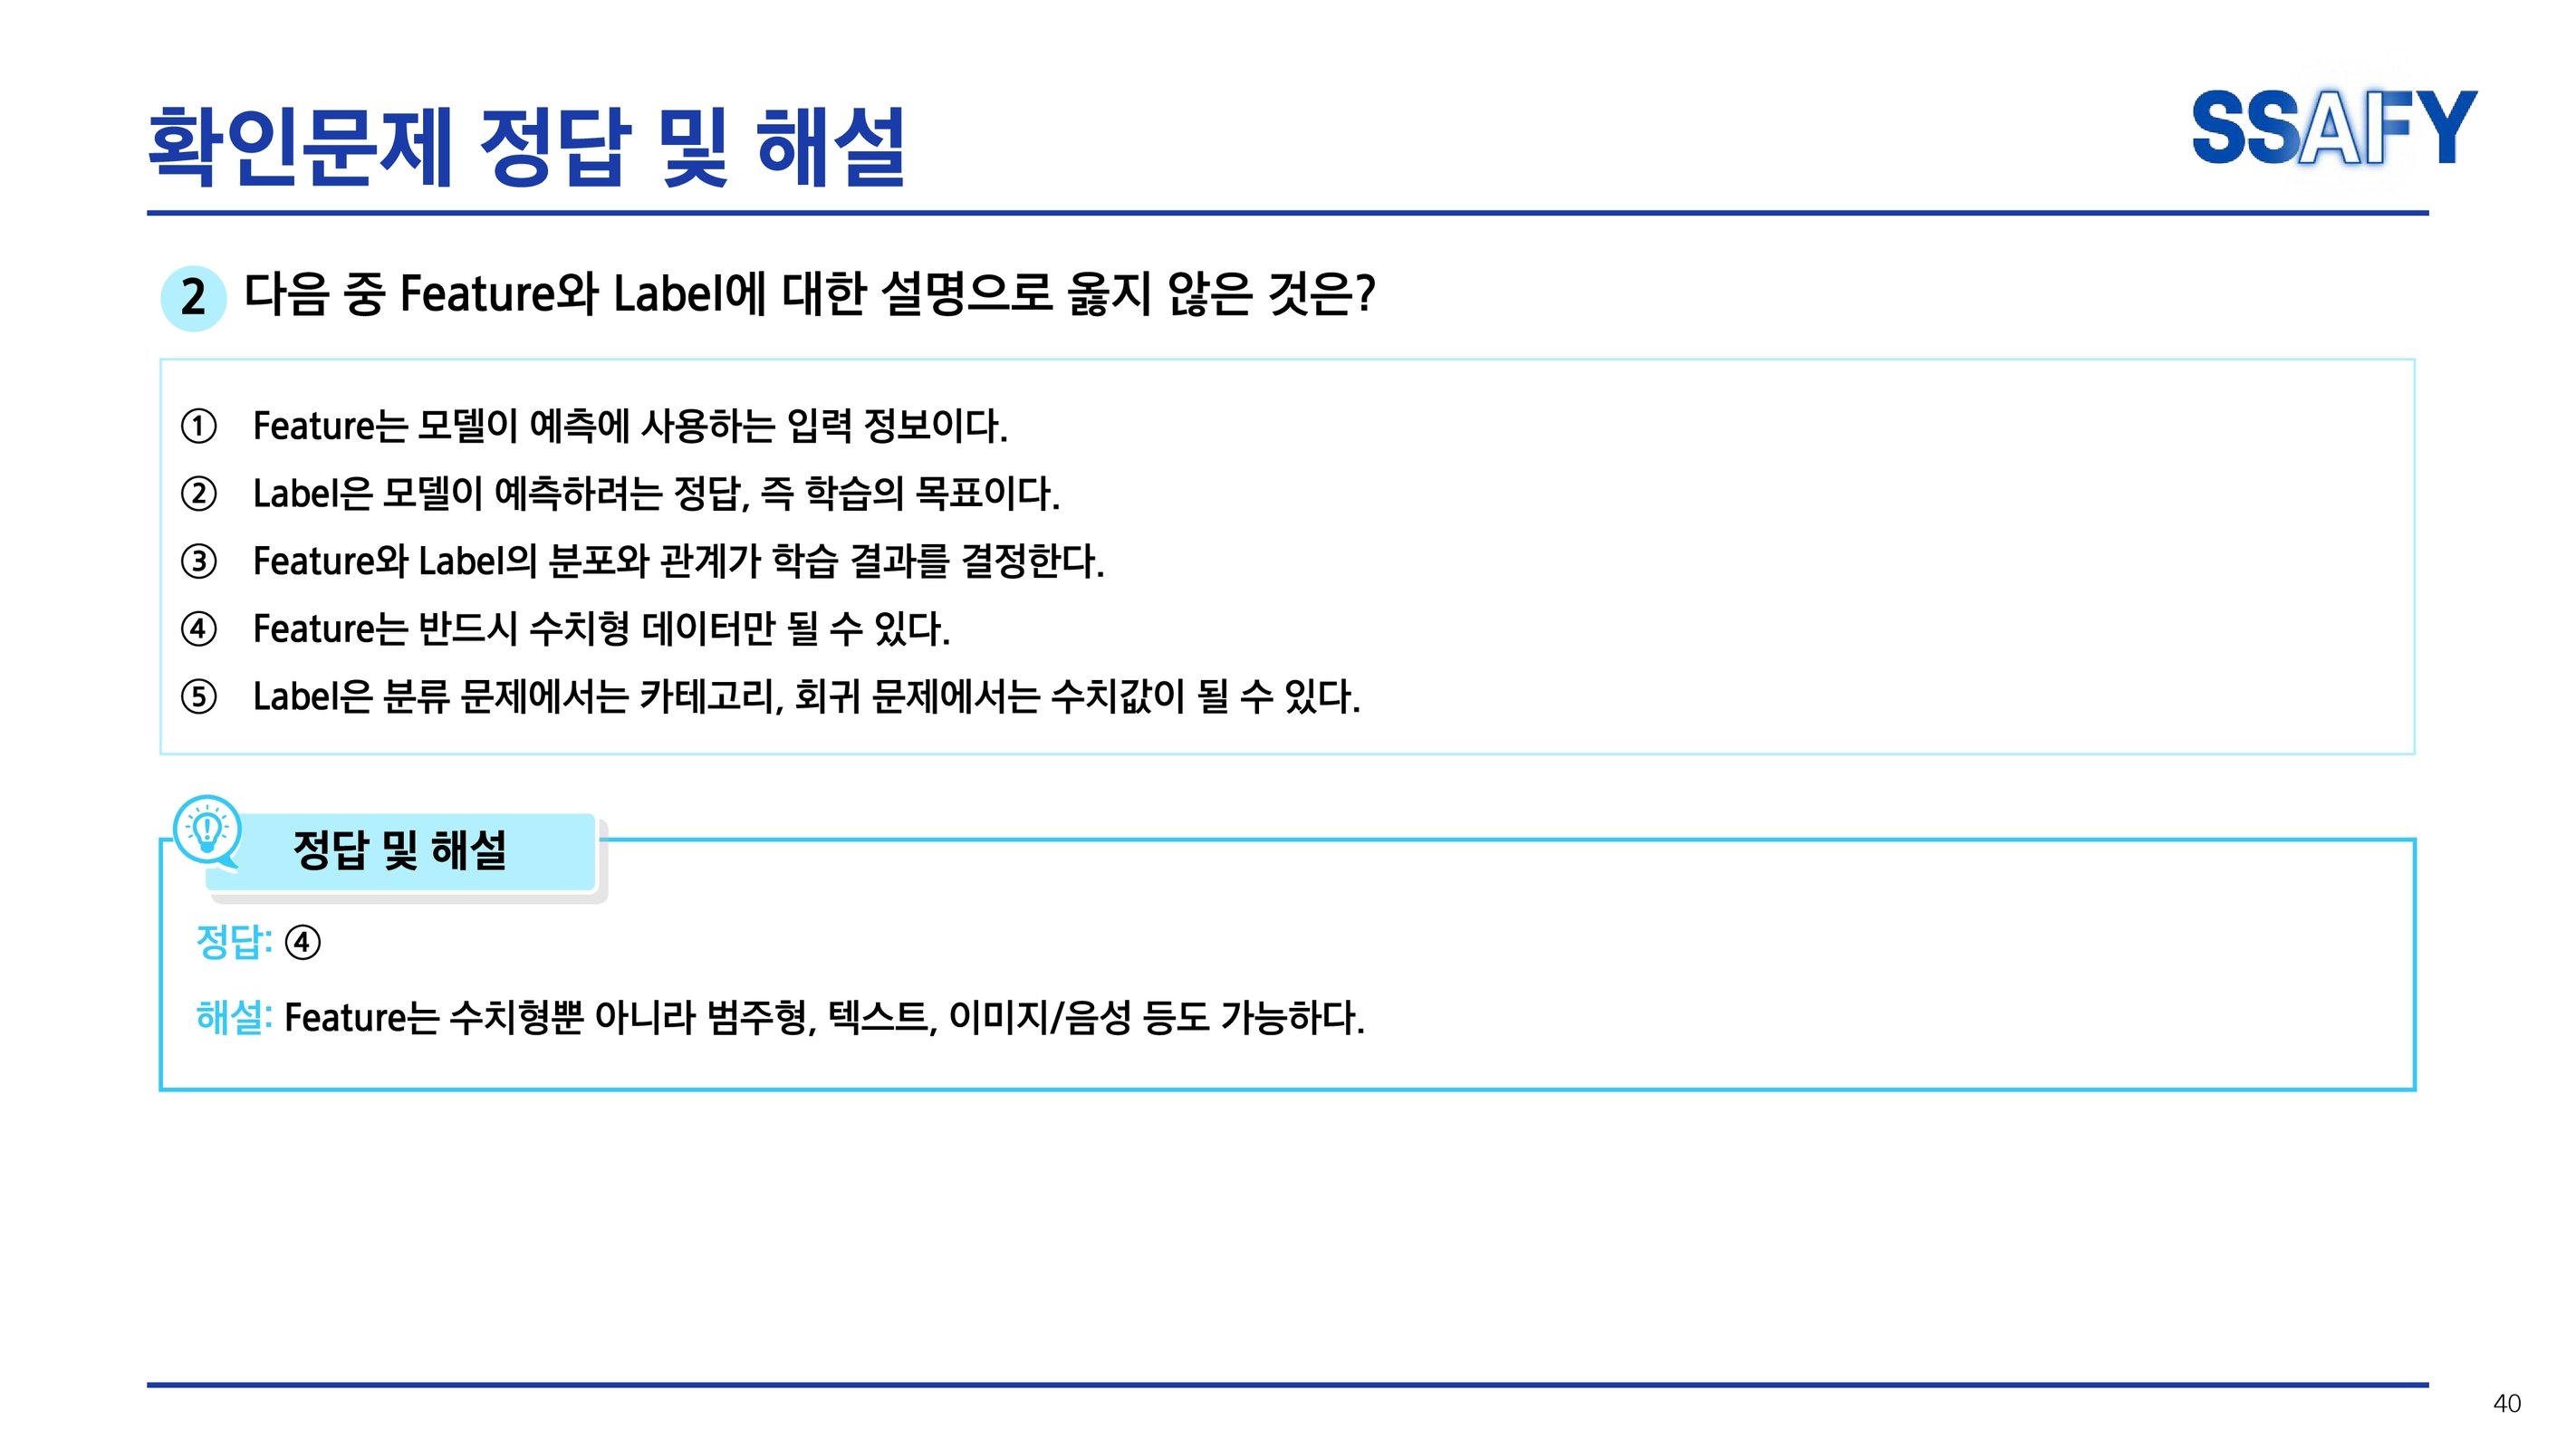 확인문제 정답 및 해설
SSAFY
2 다음 중 Feature와 Label에 대한 설명으로 옳지 않은 것은?
① Feature는 모델이 예측에 사용하는 입력 정보이다.
② Label은 모델이 예측하려는 정답, 즉 학습의 목표이다.
③ Feature와 Label의 분포와 관계가 학습 결과를 결정한다.
④ Feature는 반드시 수치형 데이터만 될 수 있다.
⑤ Label은 분류 문제에서는 카테고리, 회귀 문제에서는 수치값이 될 수 있다.
정답 및 해설
정답: ④
해설: Feature는 수치형뿐 아니라 범주형, 텍스트, 이미지/음성 등도 가능하다.
40